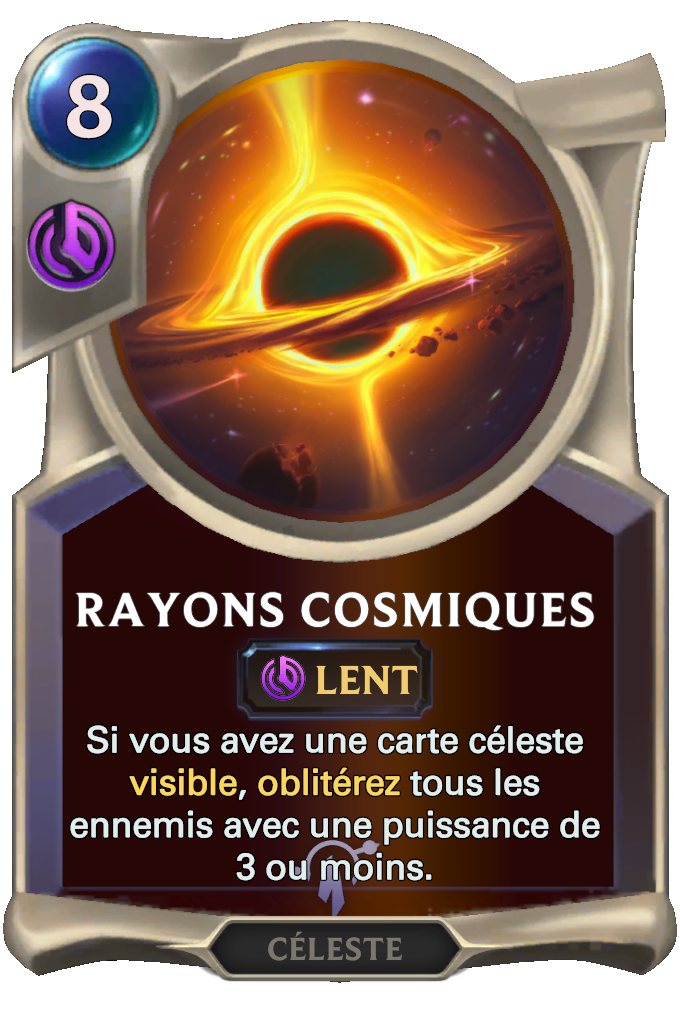 8
RAYONS COSMIQUES
LENT
Si vous avez une carte céleste
visible, oblitérez tous les
ennemis avec une puissance de
3 ou moins.
CÉLESTE